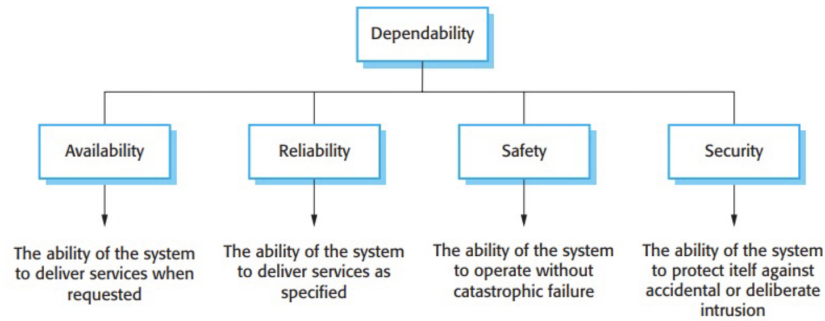 Dependability
Availability
Reliability
Safety
Security
The ability of the system
to deliver services when
requested
The ability of the system
to deliver services as
specified
The ability of the system
to operate without
catastrophic failure
The ability of the system
to protect itelf against
accidental or deliberate
intrusion